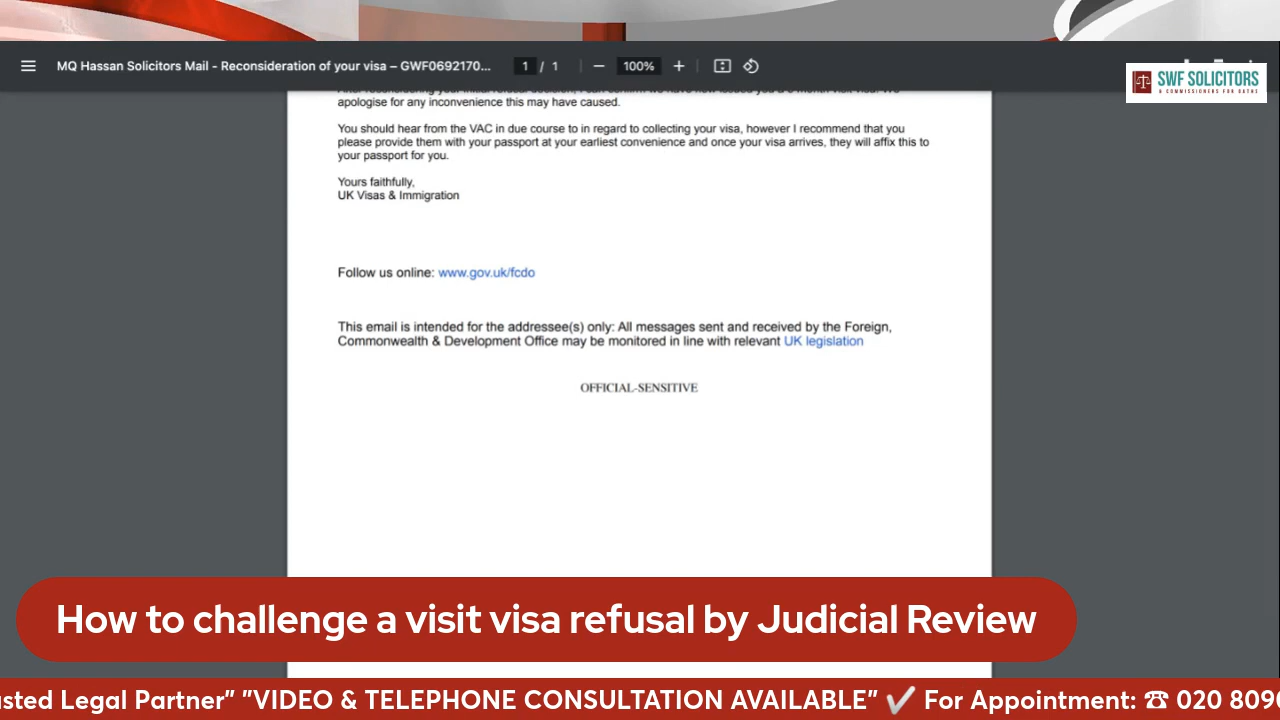 MQ Hassan Solicitors Mail - Reconsideration of your visa – GWF0692170...
1 / 1
100%
SWF SOLICITORS
& COMMISSIONERS FOR OATHS
apologise for any inconvenience this may have caused.
You should hear from the VAC in due course to in regard to collecting your visa, however I recommend that you
please provide them with your passport at your earliest convenience and once your visa arrives, they will affix this to
your passport for you.
Yours faithfully,
UK Visas & Immigration
Follow us online: www.gov.uk/fcdo
This email is intended for the addressee(s) only: All messages sent and received by the Foreign,
Commonwealth & Development Office may be monitored in line with relevant UK legislation
OFFICIAL-SENSITIVE
How to challenge a visit visa refusal by Judicial Review
usted Legal Partner” ”VIDEO & TELEPHONE CONSULTATION AVAILABLE” ✔ For Appointment: ☎ 020 809